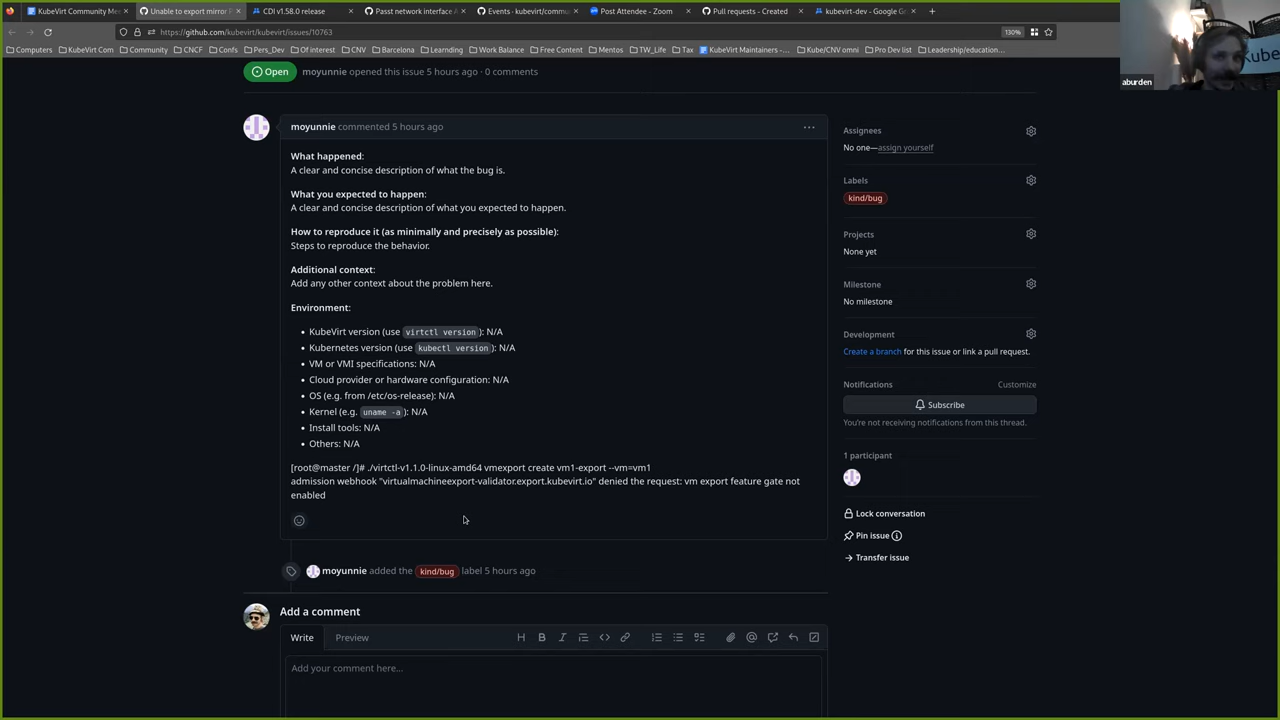 KubeVirt Community Mee
Unable to export mirror P
CDI v1.58.0 release
Passt network interface A
Events · kubevirt/commu
Post Attendee - Zoom
Pull requests · Created
kubevirt-dev - Google Gr
https://github.com/kubevirt/kubevirt/issues/10763
130%
Computers
KubeVirt Com
Community
CNCF
Confs
Pers_Dev
Of interest
CNV
Barcelona
Learnding
Work Balance
Free Content
Mentos
TW_Life
Tax
KubeVirt Maintainers -...
Kube/CNV omni
Pro Dev list
Leadership/education...
Kube
aburden
Open
moyunnie opened this issue 5 hours ago · 0 comments
moyunnie commented 5 hours ago
What happened:
A clear and concise description of what the bug is.
What you expected to happen:
A clear and concise description of what you expected to happen.
How to reproduce it (as minimally and precisely as possible):
Steps to reproduce the behavior.
Additional context:
Add any other context about the problem here.
Environment:
• KubeVirt version (use virtctl version): N/A
• Kubernetes version (use kubectl version): N/A
• VM or VMI specifications: N/A
• Cloud provider or hardware configuration: N/A
• OS (e.g. from /etc/os-release): N/A
• Kernel (e.g. uname -a): N/A
• Install tools: N/A
• Others: N/A
[root@master /]# ./virtctl-v1.1.0-linux-amd64 vmexport create vm1-export --vm=vm1
admission webhook "virtualmachineexport-validator.export.kubevirt.io" denied the request: vm export feature gate not
enabled
moyunnie added the kind/bug label 5 hours ago
Add a comment
Write
Preview
Add your comment here...
Assignees
No one—assign yourself
Labels
kind/bug
Projects
None yet
Milestone
No milestone
Development
Create a branch for this issue or link a pull request.
Notifications
Customize
Subscribe
You're not receiving notifications from this thread.
1 participant
Lock conversation
Pin issue
Transfer issue